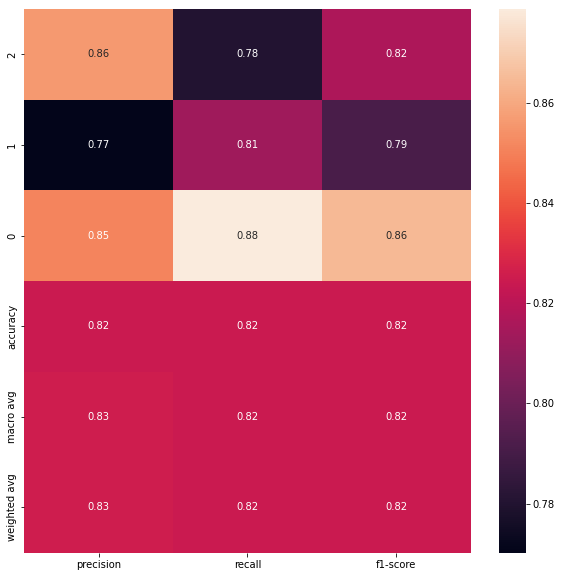 2 0.86 0.78 0.82
1 0.77 0.81 0.79
0 0.85 0.88 0.86
accuracy 0.82 0.82 0.82
macro avg 0.83 0.82 0.82
weighted avg 0.83 0.82 0.82
precision recall f1-score
0.86
0.84
0.82
0.80
0.78